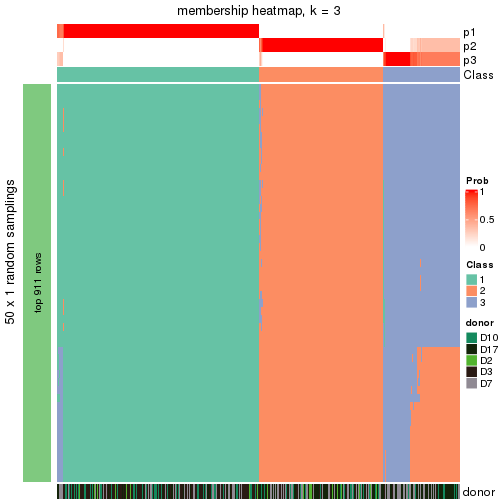 membership heatmap, k = 3
p1
p2
p3
Class
50 x 1 random samplings
top 911 rows
Prob
1
0.5
0
Class
1
2
3
donor
D10
D17
D2
D3
D7
donor